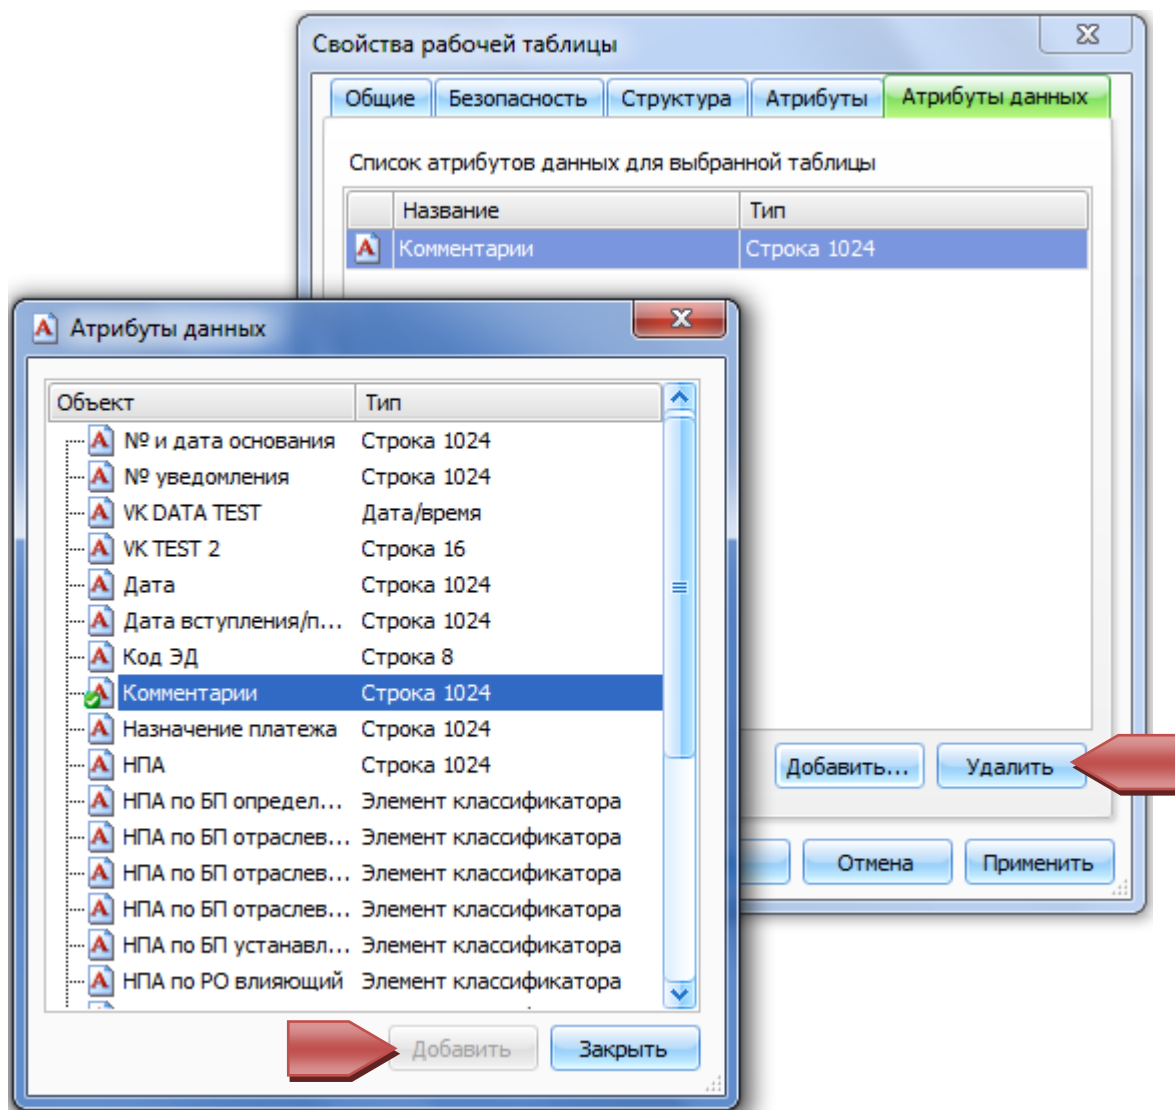 Свойства рабочей таблицы
Общие Безопасность Структура Атрибуты Атрибуты данных
Список атрибутов данных для выбранной таблицы
Название Тип
Комментарии Строка 1024
Атрибуты данных
Объект Тип
№ и дата основания Строка 1024
№ уведомления Строка 1024
VK DATA TEST Дата/время
VK TEST 2 Строка 16
Дата Строка 1024
Дата вступления/п... Строка 1024
Код ЭД Строка 8
Комментарии Строка 1024
Назначение платежа Строка 1024
НПА Строка 1024
НПА по БП определ... Элемент классификатора
НПА по БП отраслев... Элемент классификатора
НПА по БП отраслев... Элемент классификатора
НПА по БП отраслев... Элемент классификатора
НПА по БП устанавл... Элемент классификатора
НПА по РО влияющий Элемент классификатора
Добавить Закрыть
Добавить... Удалить
Отмена Применить